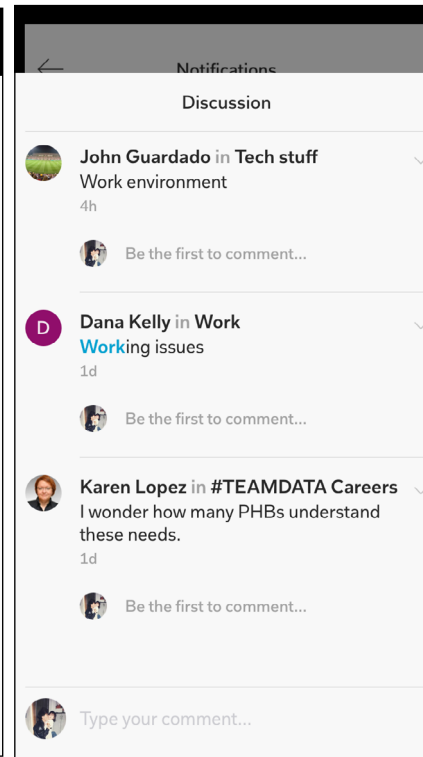 Notifications
Discussion
John Guardado in Tech stuff
Work environment
4h
Be the first to comment...
D
Dana Kelly in Work
Working issues
1d
Be the first to comment...
Karen Lopez in #TEAMDATA Careers
I wonder how many PHBs understand
these needs.
1d
Be the first to comment...
Type your comment...